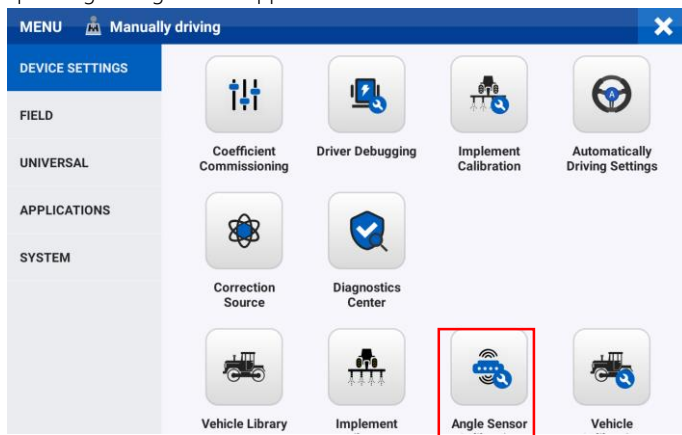 MENU Manually driving
DEVICE SETTINGS
FIELD
UNIVERSAL
APPLICATIONS
SYSTEM
Coefficient
Commissioning
Driver Debugging
Implement
Calibration
Automatically
Driving Settings
Correction
Source
Diagnostics
Center
Vehicle Library
Implement
Angle Sensor
Vehicle